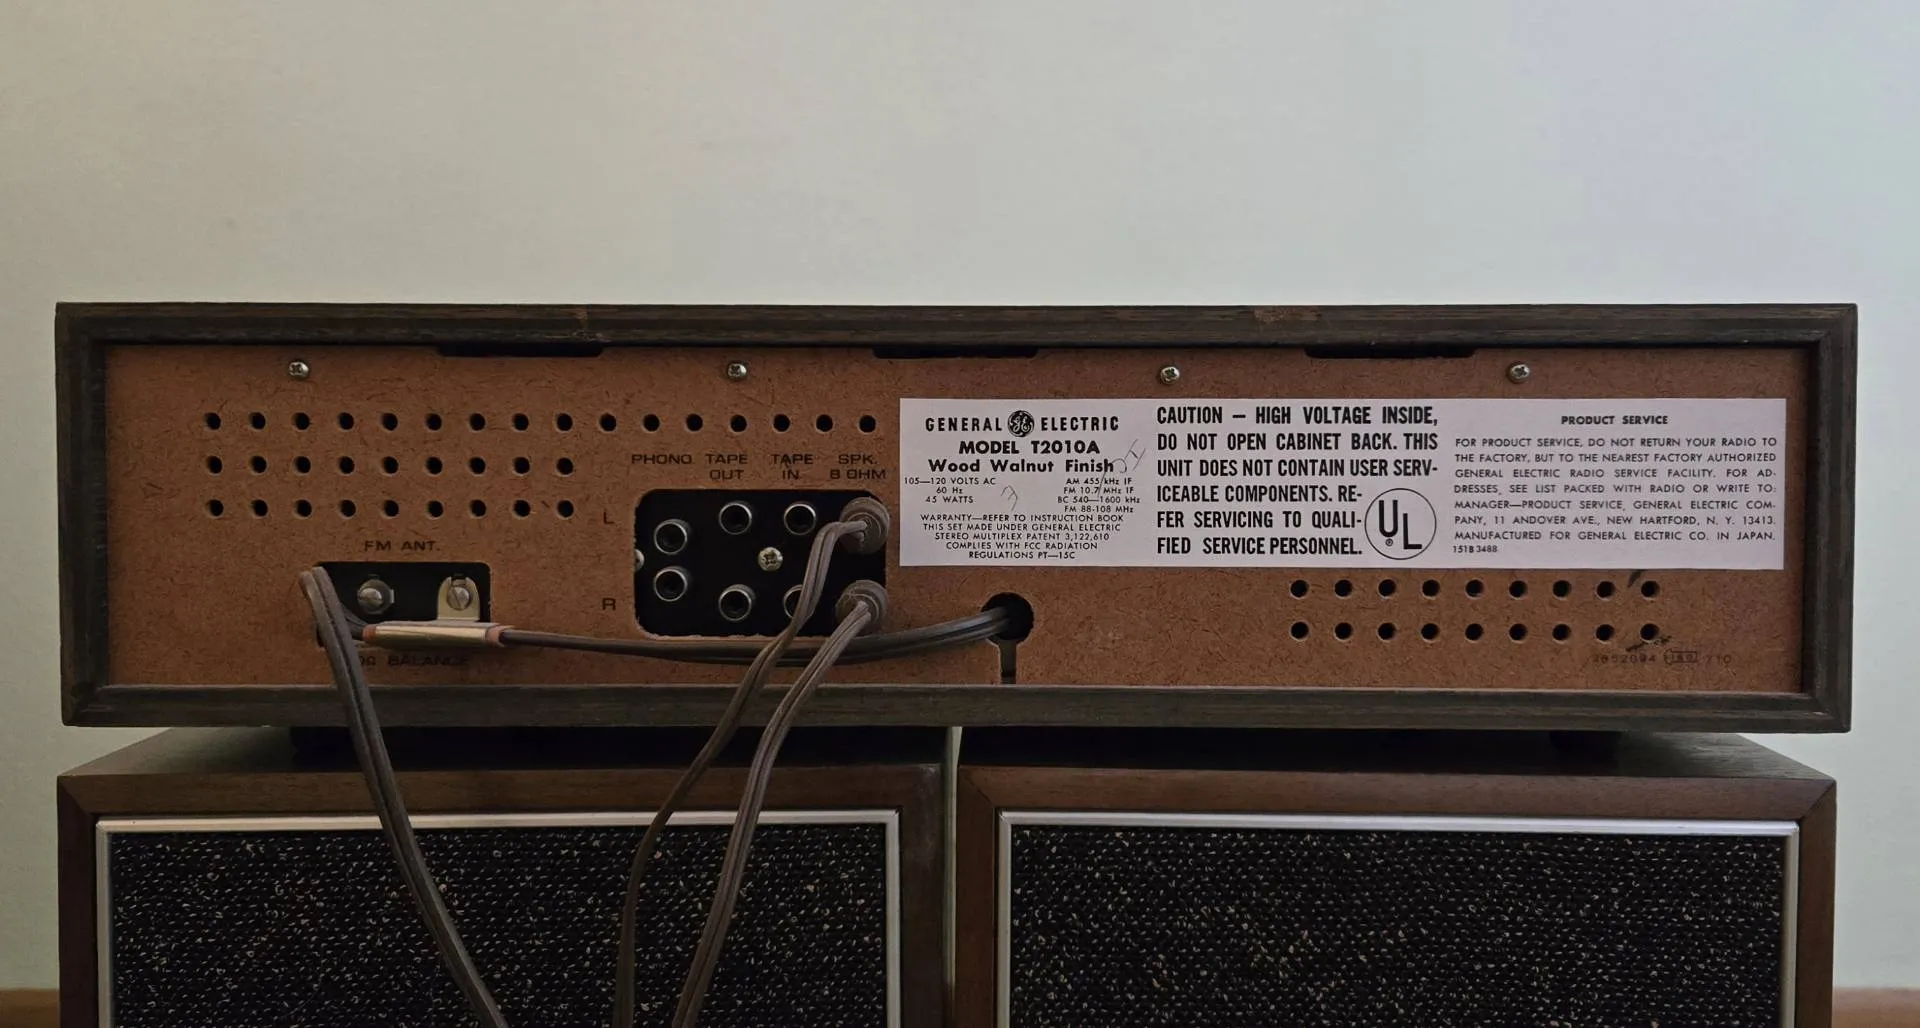 PHONO TAPE TAPE SPK.
OUT IN 8 OHM
L
FM ANT.
R
BALANCE
GENERAL GE ELECTRIC
MODEL T2010A
Wood Walnut Finish
105—120 VOLTS AC
60 Hz
45 WATTS
AM 455 kHz IF
FM 10.7 MHz IF
BC 540—1600 kHz
FM 88-108 MHz
WARRANTY—REFER TO INSTRUCTION BOOK
THIS SET MADE UNDER GENERAL ELECTRIC
STEREO MULTIPLEX PATENT 3,122,610
COMPLIES WITH FCC RADIATION
REGULATIONS PT—15C
CAUTION — HIGH VOLTAGE INSIDE,
DO NOT OPEN CABINET BACK. THIS
UNIT DOES NOT CONTAIN USER SERV-
ICEABLE COMPONENTS. RE-
FER SERVICING TO QUALI-
FIED SERVICE PERSONNEL.
UL
®
PRODUCT SERVICE
FOR PRODUCT SERVICE, DO NOT RETURN YOUR RADIO TO
THE FACTORY, BUT TO THE NEAREST FACTORY AUTHORIZED
GENERAL ELECTRIC RADIO SERVICE FACILITY. FOR AD-
DRESSES, SEE LIST PACKED WITH RADIO OR WRITE TO:
MANAGER—PRODUCT SERVICE, GENERAL ELECTRIC COM-
PANY, 11 ANDOVER AVE., NEW HARTFORD, N. Y. 13413.
MANUFACTURED FOR GENERAL ELECTRIC CO. IN JAPAN.
151B3488
710